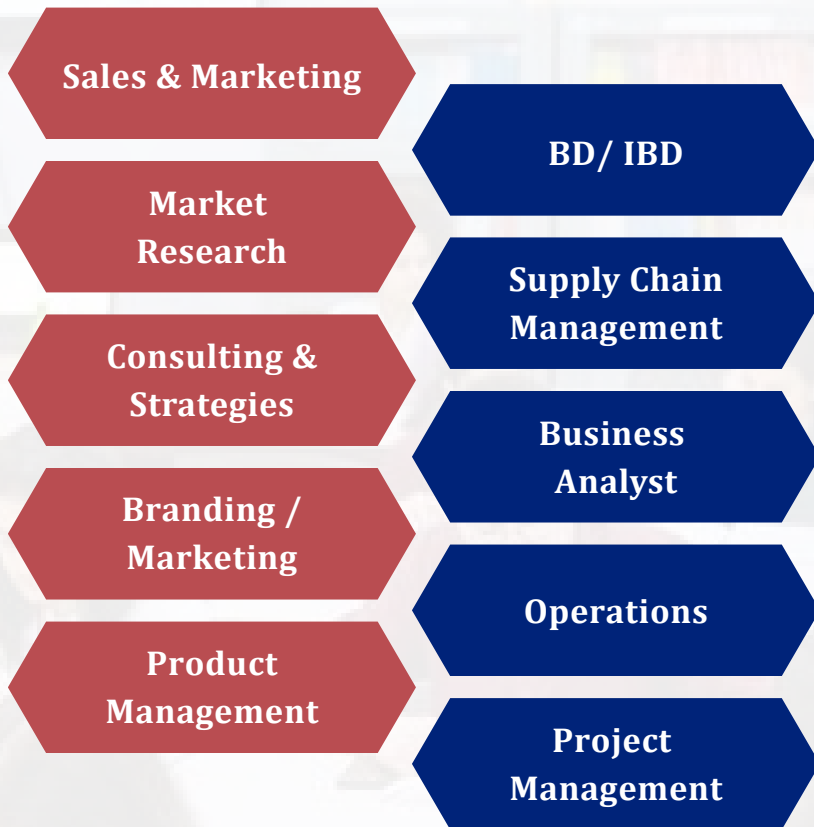 Sales & Marketing
BD/ IBD
Market
Research
Supply Chain
Management
Consulting &
Strategies
Business
Analyst
Branding /
Marketing
Operations
Product
Management
Project
Management